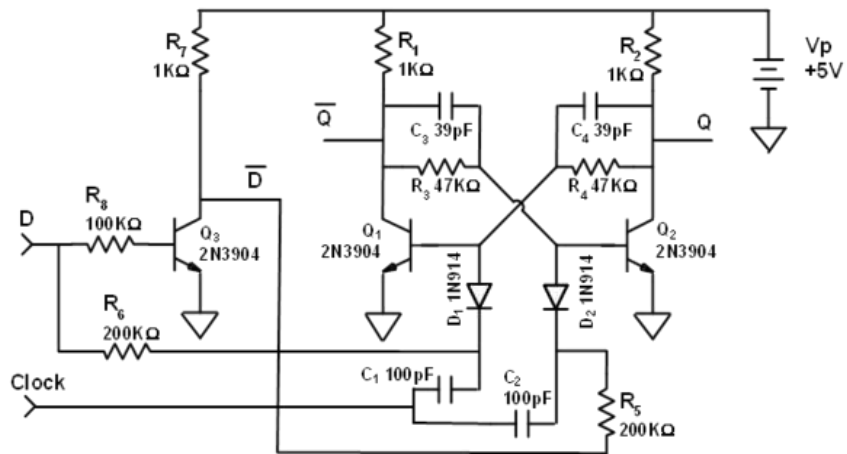 R7
1KΩ
R1
1KΩ
R2
1KΩ
Vp
+5V
Q
C3 39pF
C4 39pF
Q
R3 47KΩ
R4 47KΩ
D
R8
100KΩ
D
Q3
2N3904
Q1
2N3904
Q2
2N3904
D1 1N914
D2 1N914
R6
200KΩ
Clock
C1 100pF
C2
100pF
R5
200KΩ